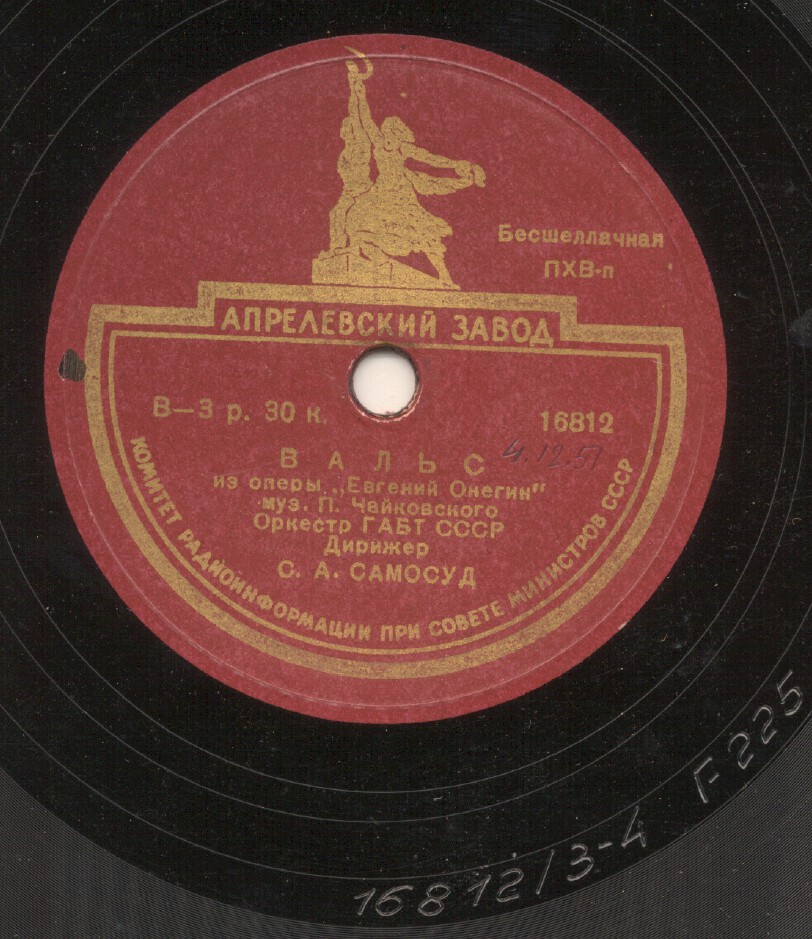 Бесшеллачная
ПХВ-п
АПРЕЛЕВСКИЙ ЗАВОД
В—3 р. 30 к.
16812
ВАЛЬС
4.12.51
из оперы „Евгений Онегин"
муз. П. Чайковского
Оркестр ГАБТ СССР
Дирижер
С. А. САМОСУД
КОМИТЕТ РАДИОИНФОРМАЦИИ ПРИ СОВЕТЕ МИНИСТРОВ СССР
16812/3-4 Г-225